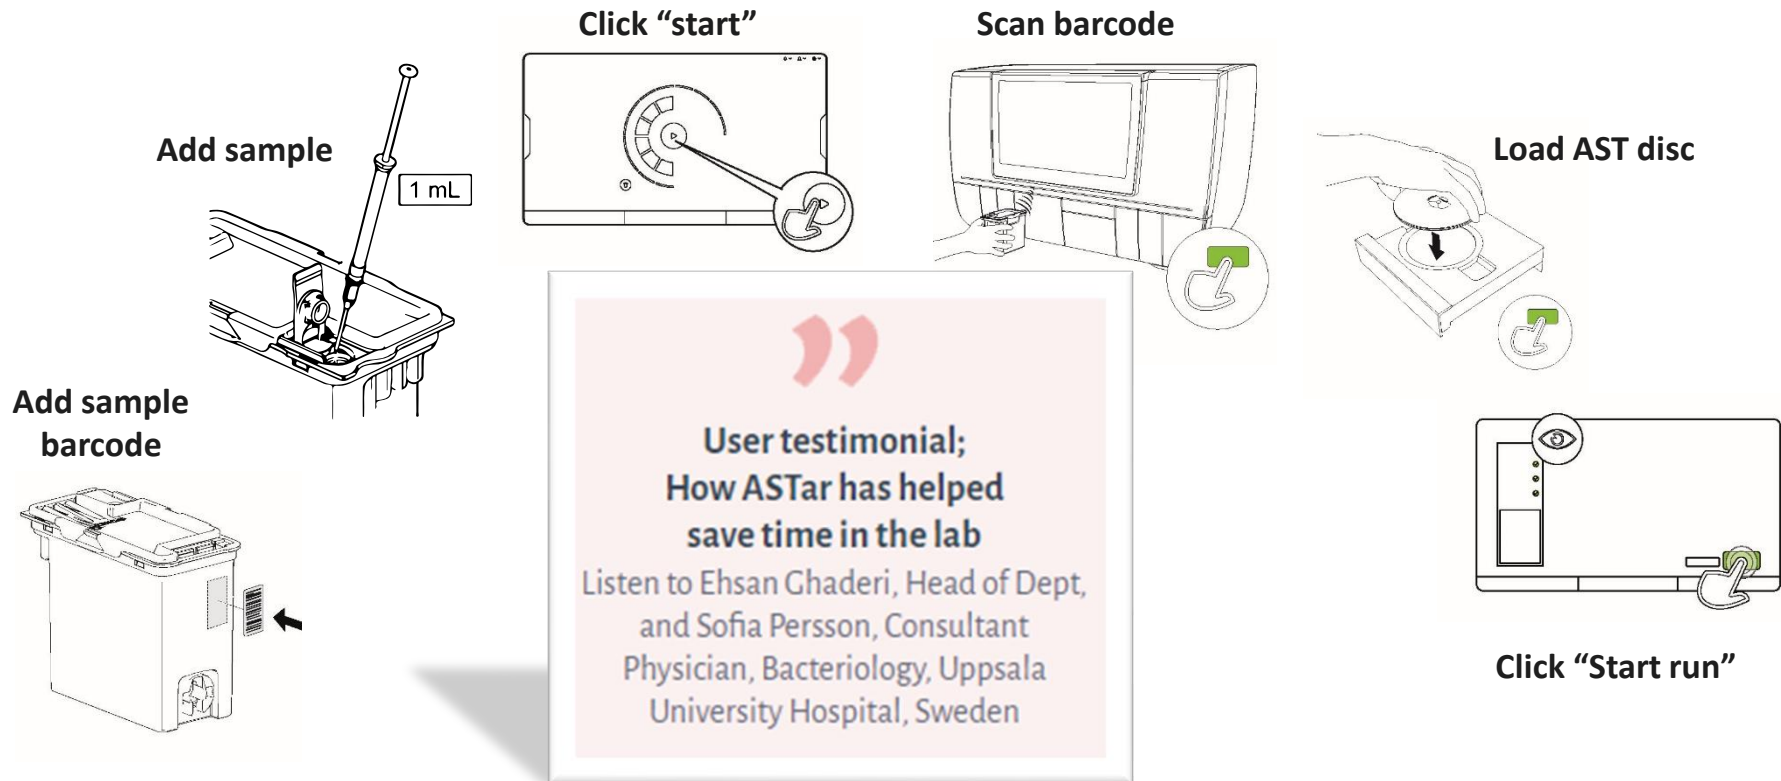 Click “start”
Scan barcode
Add sample
1 mL
Load AST disc
Add sample
barcode
”
User testimonial;
How ASTar has helped
save time in the lab
Listen to Ehsan Ghaderi, Head of Dept,
and Sofia Persson, Consultant
Physician, Bacteriology, Uppsala
University Hospital, Sweden
Click “Start run”